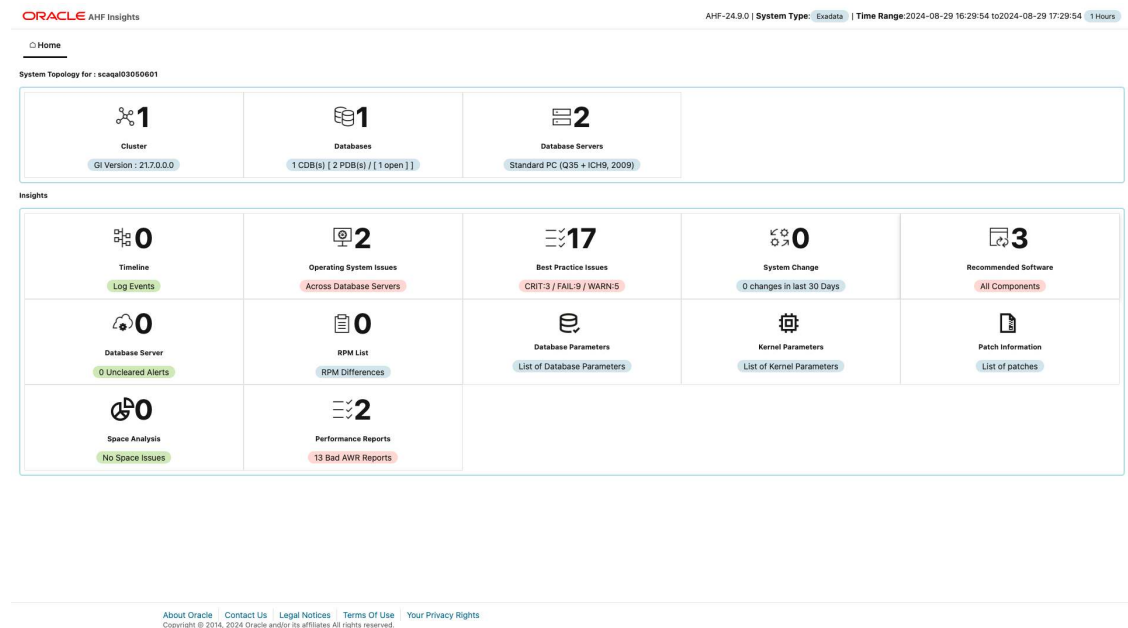 ORACLE AHF Insights
AHF-24.9.0 | System Type: Exadata | Time Range:2024-08-29 16:29:54 to2024-08-29 17:29:54 1 Hours
Home
System Topology for : scaqal03050601
1
Cluster
GI Version : 21.7.0.0.0
1
Databases
1 CDB(s) [ 2 PDB(s) / [ 1 open ] ]
2
Database Servers
Standard PC (Q35 + ICH9, 2009)
Insights
0
Timeline
Log Events
2
Operating System Issues
Across Database Servers
17
Best Practice Issues
CRIT:3 / FAIL:9 / WARN:5
0
System Change
0 changes in last 30 Days
3
Recommended Software
All Components
0
Database Server
0 Uncleared Alerts
0
RPM List
RPM Differences
Database Parameters
List of Database Parameters
Kernel Parameters
List of Kernel Parameters
Patch Information
List of patches
0
Space Analysis
No Space Issues
2
Performance Reports
13 Bad AWR Reports
About Oracle Contact Us Legal Notices Terms Of Use Your Privacy Rights
Copyright © 2014, 2024 Oracle and/or its affiliates All rights reserved.